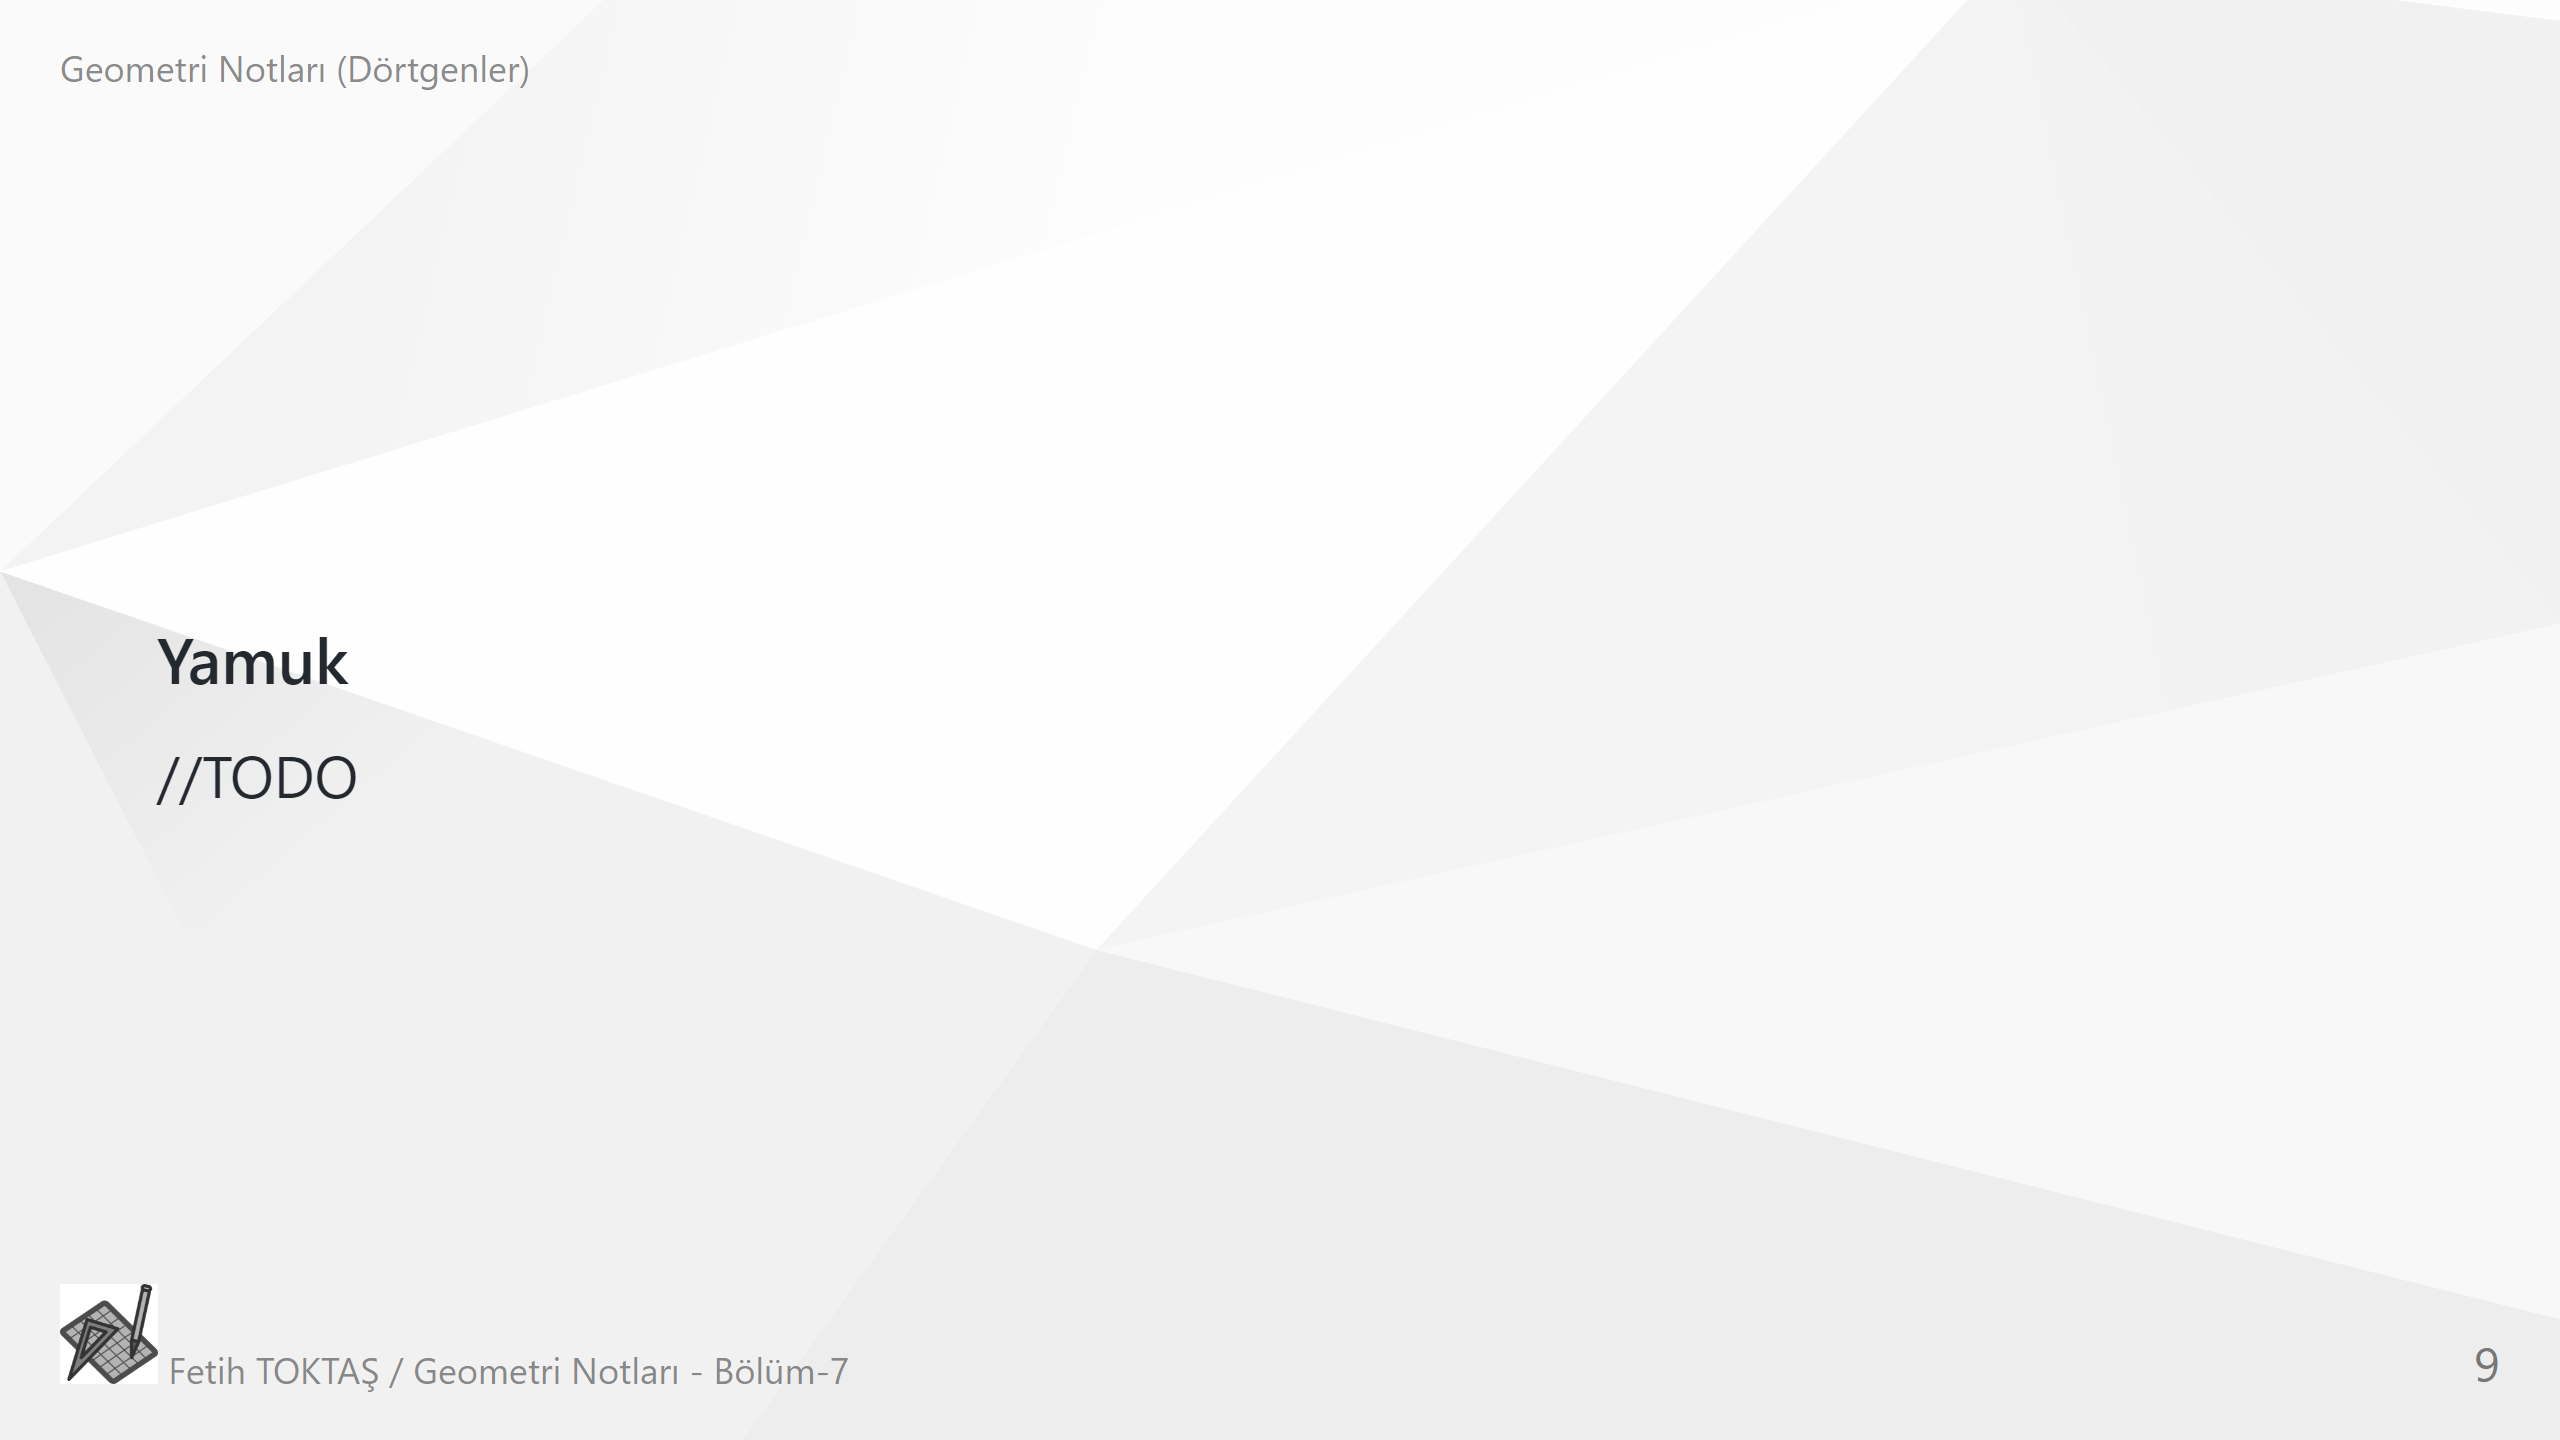 Geometri Notları (Dörtgenler)
Yamuk
//TODO
Fetih TOKTAŞ / Geometri Notları - Bölüm-7
9